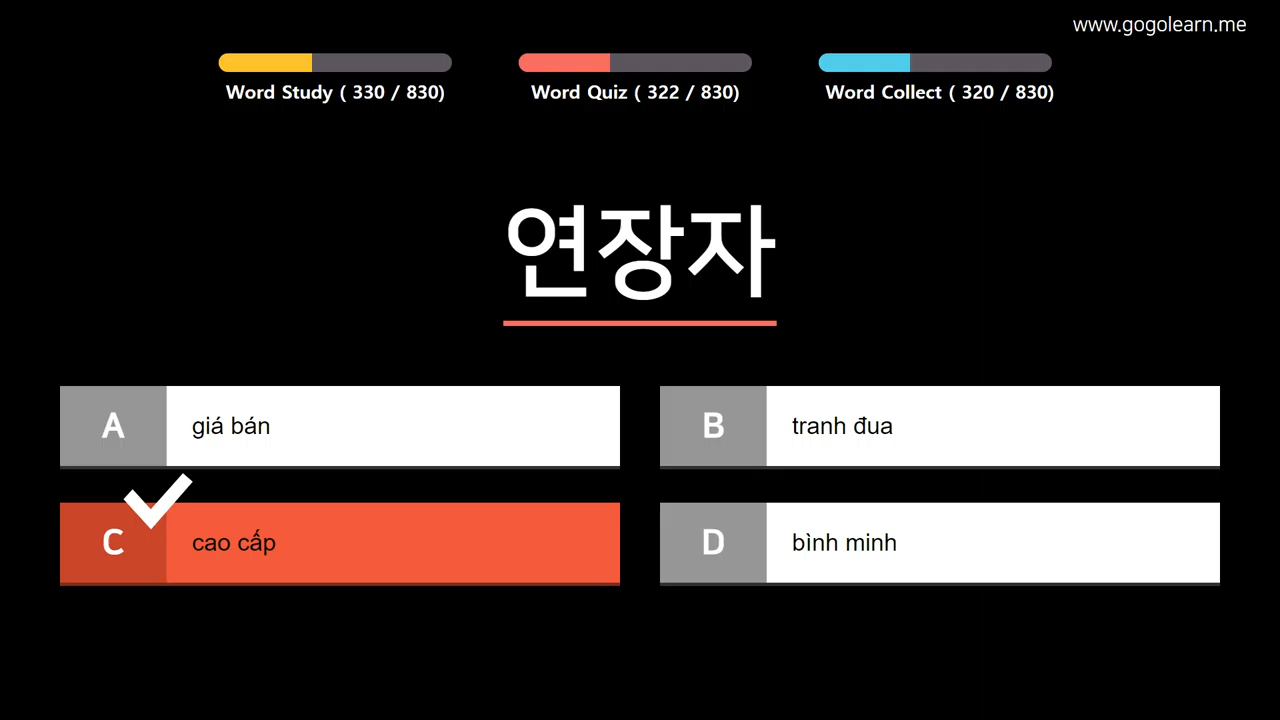 www.gogolearn.me
Word Study ( 330 / 830)
Word Quiz ( 322 / 830)
Word Collect ( 320 / 830)
연장자
A giá bán
B tranh đua
C cao cấp
D bình minh